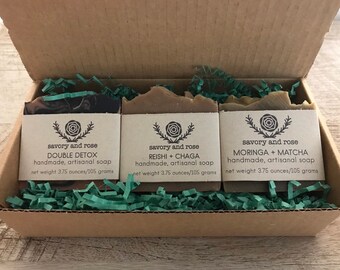 savory and rose
DOUBLE DETOX
handmade, artisanal soap
net weight 3.75 ounces/105 grams
savory and rose
REISHI + CHAGA
handmade, artisanal soap
net weight 3.75 ounces/105 grams
savory and rose
MORINGA + MATCHA
handmade, artisanal soap
net weight 3.75 ounces/105 grams